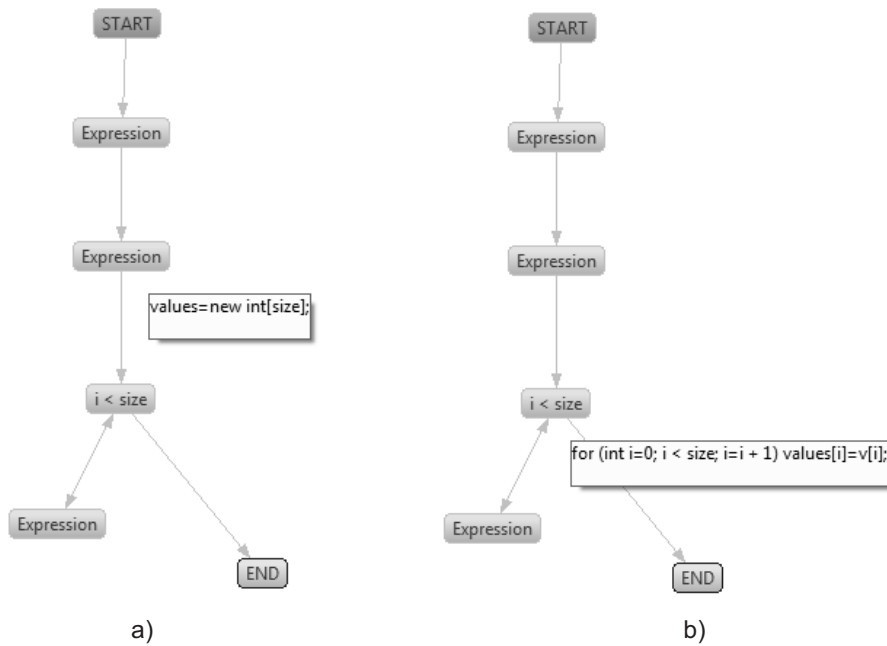 START
Expression
Expression
values=new int[size];
i < size
Expression
END
a)
START
Expression
Expression
i < size
for (int i=0; i < size; i=i + 1) values[i]=v[i];
Expression
END
b)